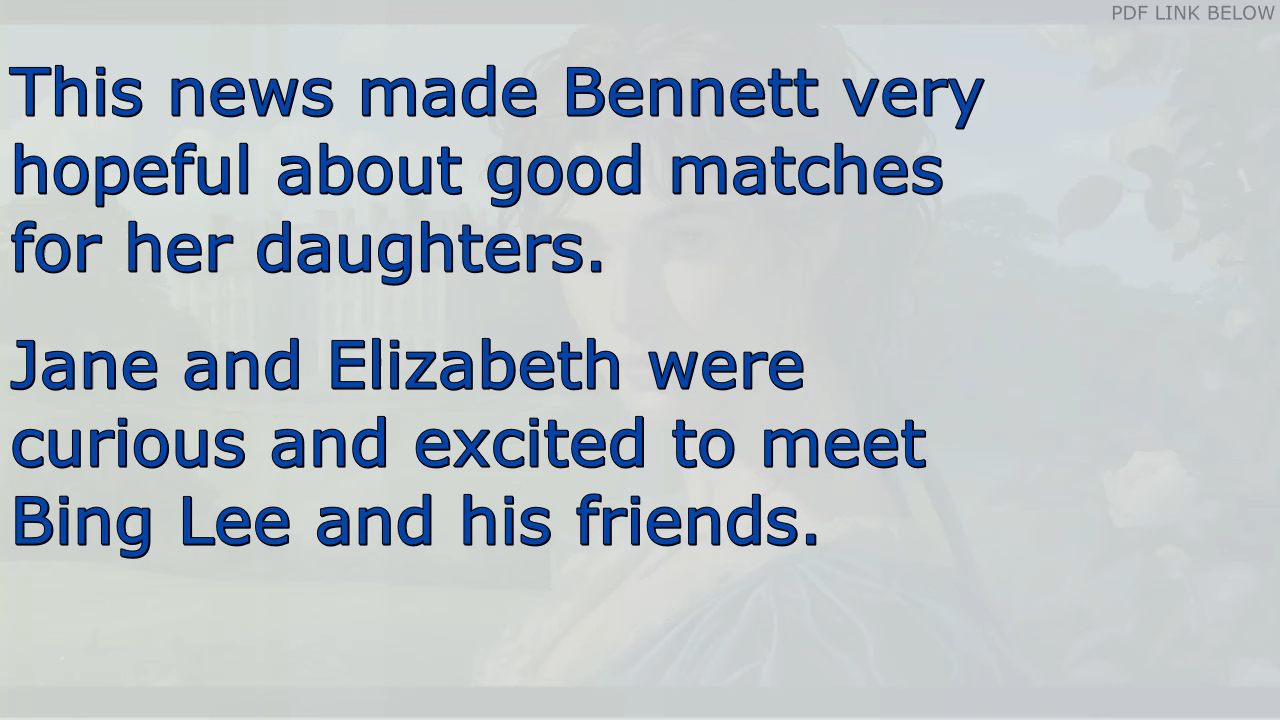 PDF LINK BELOW
This news made Bennett very
hopeful about good matches
for her daughters.
Jane and Elizabeth were
curious and excited to meet
Bing Lee and his friends.